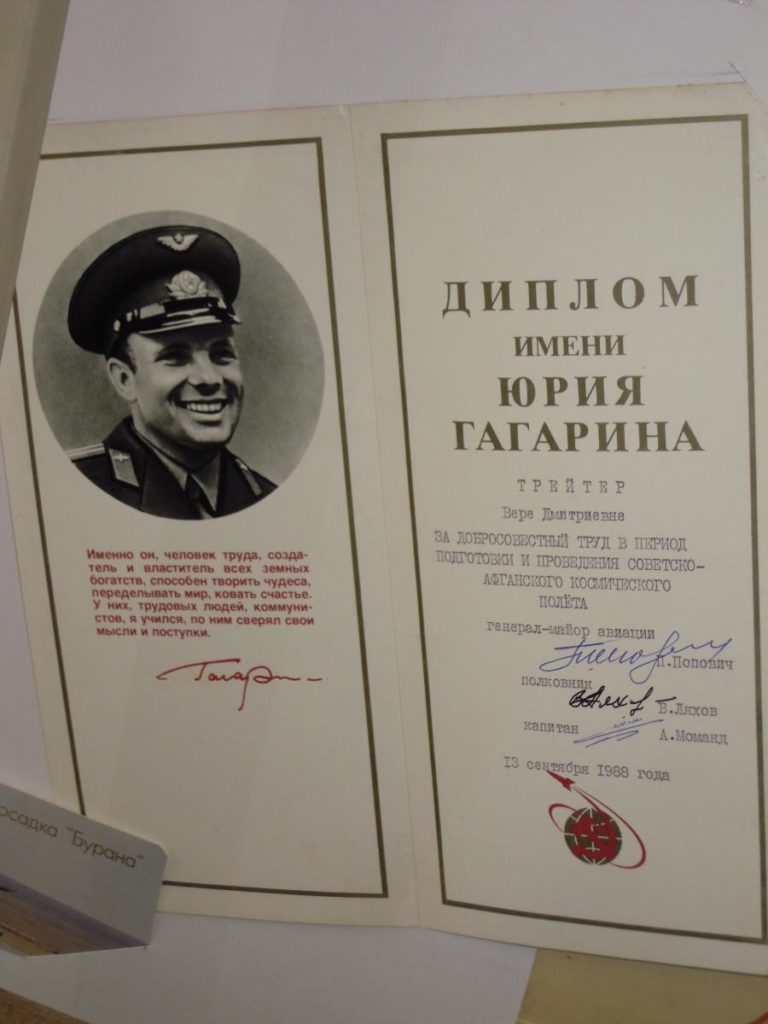 Именно он, человек труда, созда-
тель и властитель всех земных
богатств, способен творить чудеса,
переделывать мир, ковать счастье.
У них, трудовых людей, коммуни-
стов, я учился, по ним сверял свои
мысли и поступки.
Гагарин
ДИПЛОМ
ИМЕНИ
ЮРИЯ
ГАГАРИНА
ТРЕЙТЕР
Вере Дмитриевне
ЗА ДОБРОСОВЕСТНЫЙ ТРУД В ПЕРИОД
ПОДГОТОВКИ И ПРОВЕДЕНИЯ СОВЕТСКО-
АФГАНСКОГО КОСМИЧЕСКОГО
ПОЛЁТА
генерал-майор авиации
П.Попович
полковник
В.Ляхов
капитан
А.Моманд
13 сентября 1988 года
осадка "Бурана"